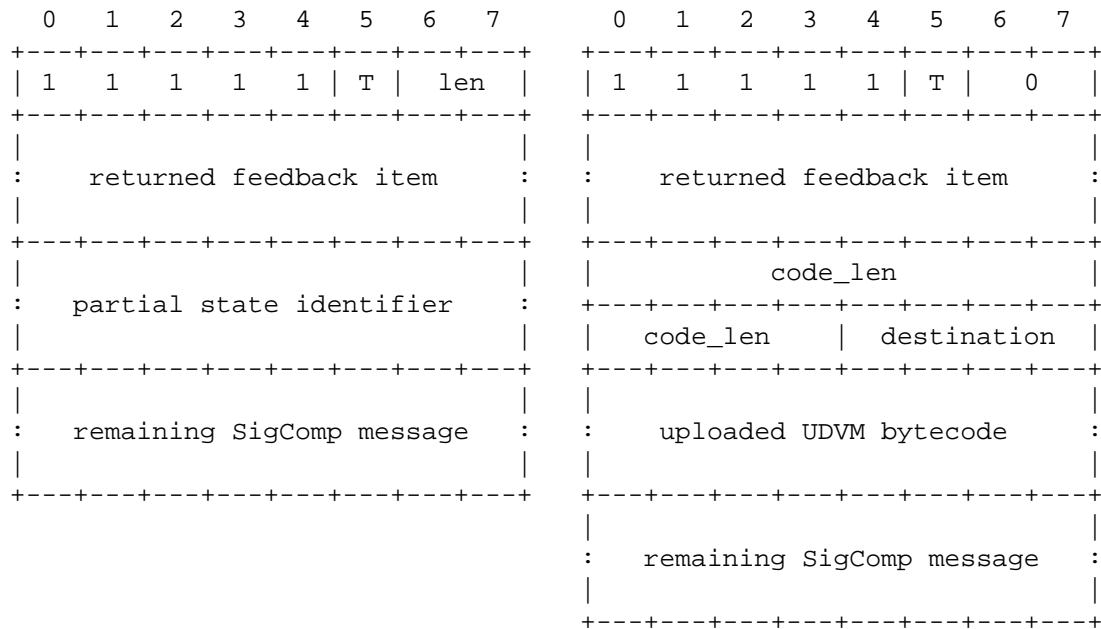 0   1   2   3   4   5   6   7       0   1   2   3   4   5   6   7
+---+---+---+---+---+---+---+---+   +---+---+---+---+---+---+---+---+
| 1   1   1   1   1 | T |  len  |   | 1   1   1   1   1 | T |   0   |
+---+---+---+---+---+---+---+---+   +---+---+---+---+---+---+---+---+
|                               |   |                               |
:    returned feedback item     :   :    returned feedback item     :
|                               |   |                               |
+---+---+---+---+---+---+---+---+   +---+---+---+---+---+---+---+---+
|                               |   |           code_len            |
:   partial state identifier    :   +---+---+---+---+---+---+---+---+
|                               |   |   code_len    |  destination  |
+---+---+---+---+---+---+---+---+   +---+---+---+---+---+---+---+---+
|                               |   |                               |
:   remaining SigComp message   :   :    uploaded UDVM bytecode     :
|                               |   |                               |
+---+---+---+---+---+---+---+---+   +---+---+---+---+---+---+---+---+
                                    |                               |
                                    :   remaining SigComp message   :
                                    |                               |
                                    +---+---+---+---+---+---+---+---+